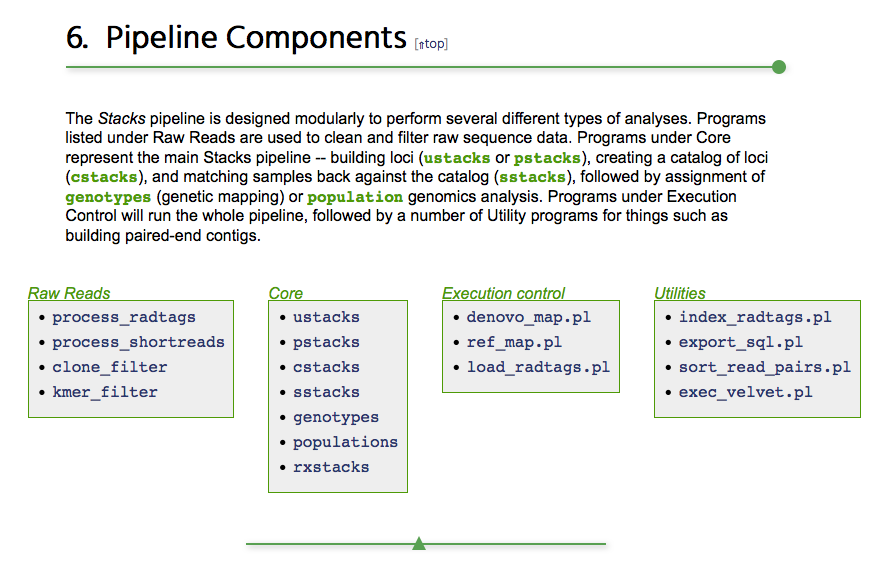 6. Pipeline Components [⇑top]
The Stacks pipeline is designed modularly to perform several different types of analyses. Programs
listed under Raw Reads are used to clean and filter raw sequence data. Programs under Core
represent the main Stacks pipeline -- building loci (ustacks or pstacks), creating a catalog of loci
(cstacks), and matching samples back against the catalog (sstacks), followed by assignment of
genotypes (genetic mapping) or population genomics analysis. Programs under Execution
Control will run the whole pipeline, followed by a number of Utility programs for things such as
building paired-end contigs.
Raw Reads
• process_radtags
• process_shortreads
• clone_filter
• kmer_filter
Core
• ustacks
• pstacks
• cstacks
• sstacks
• genotypes
• populations
• rxstacks
Execution control
• denovo_map.pl
• ref_map.pl
• load_radtags.pl
Utilities
• index_radtags.pl
• export_sql.pl
• sort_read_pairs.pl
• exec_velvet.pl